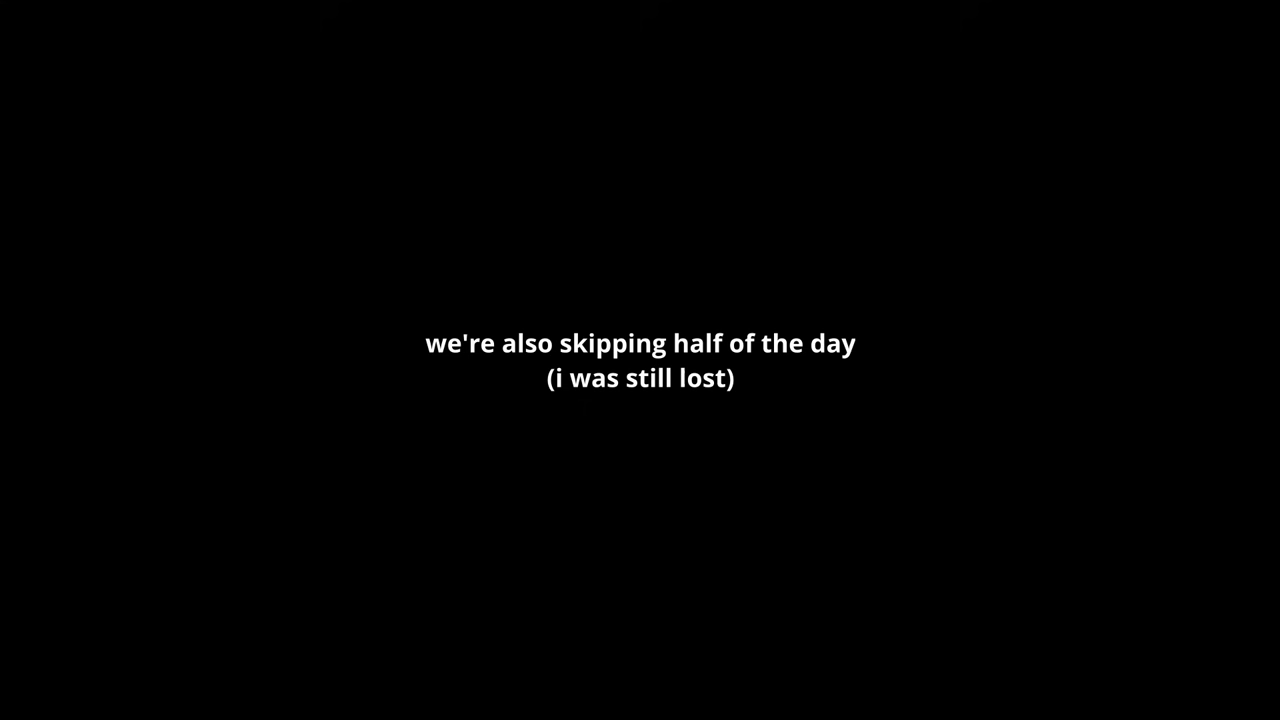 we're also skipping half of the day
(i was still lost)